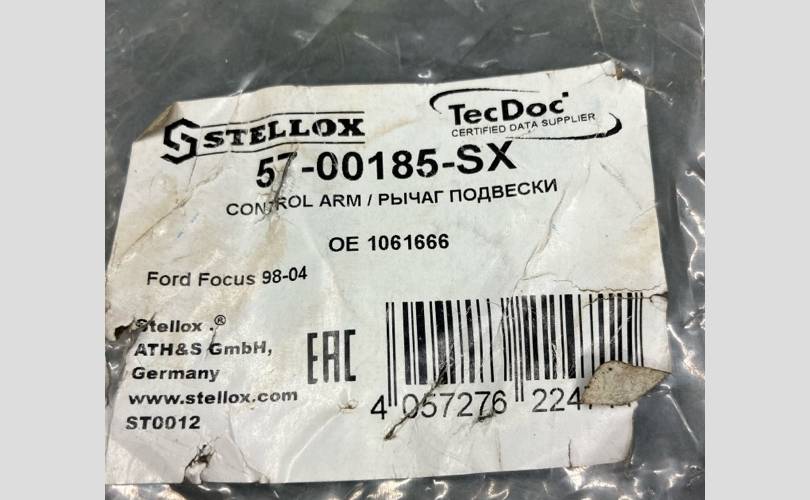 STELLOX
TecDoc
CERTIFIED DATA SUPPLIER
57-00185-SX
CONTROL ARM / РЫЧАГ ПОДВЕСКИ
OE 1061666
Ford Focus 98-04
Stellox .®
ATH&S GmbH,
Germany
www.stellox.com
ST0012
EAC
4 057276